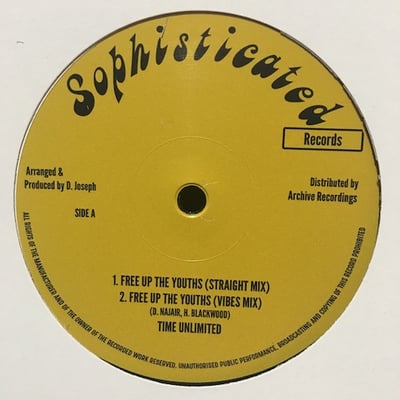 Sophisticated
Records
Arranged &
Produced by D. Joseph
SIDE A
Distributed by
Archive Recordings
1. FREE UP THE YOUTHS (STRAIGHT MIX)
2. FREE UP THE YOUTHS (VIBES MIX)
(D. NAJAIR, H. BLACKWOOD)
TIME UNLIMITED
ALL RIGHTS OF THE MANUFACTURER AND OF THE OWNER OF THE RECORDED WORK RESERVED. UNAUTHORISED PUBLIC PERFORMANCE, BROADCASTING AND COPYING OF THIS RECORD PROHIBITED